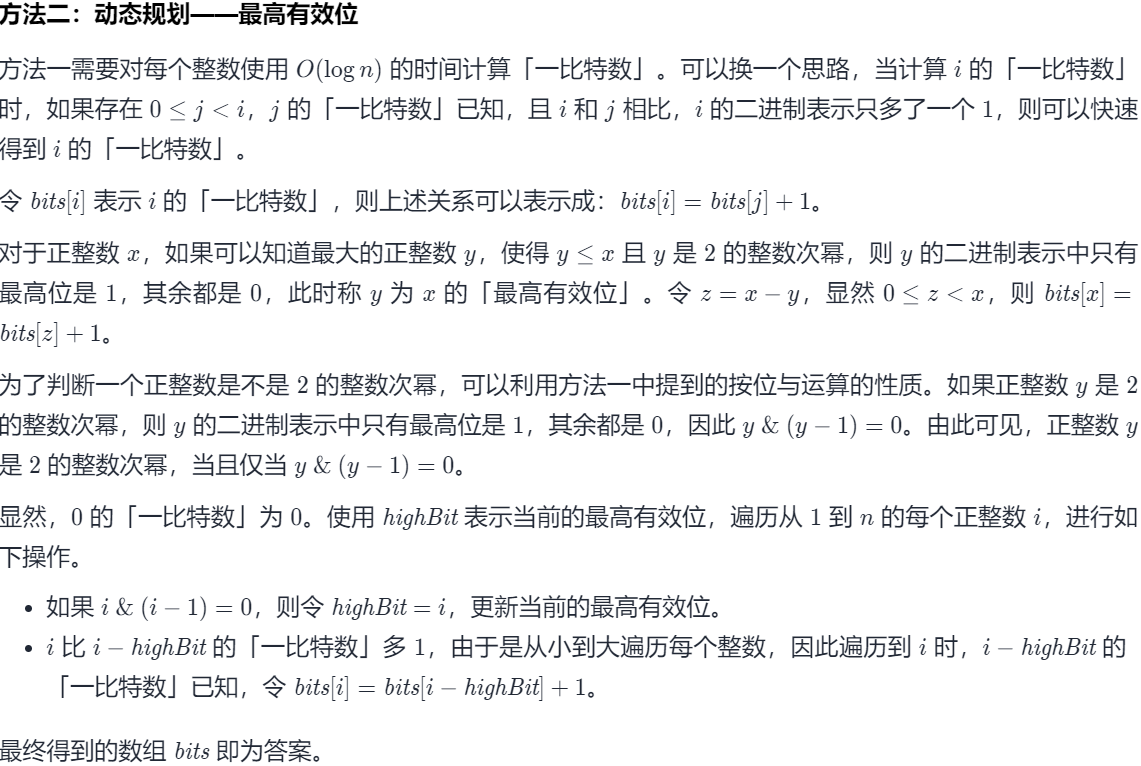 方法二：动态规划——最高有效位
方法一需要对每个整数使用 O(log n) 的时间计算「一比特数」。可以换一个思路，当计算 i 的「一比特数」
时，如果存在 0 ≤ j < i，j 的「一比特数」已知，且 i 和 j 相比，i 的二进制表示只多了一个 1，则可以快速
得到 i 的「一比特数」。
令 bits[i] 表示 i 的「一比特数」，则上述关系可以表示成：bits[i] = bits[j] + 1。
对于正整数 x，如果可以知道最大的正整数 y，使得 y ≤ x 且 y 是 2 的整数次幂，则 y 的二进制表示中只有
最高位是 1，其余都是 0，此时称 y 为 x 的「最高有效位」。令 z = x − y，显然 0 ≤ z < x，则 bits[x] =
bits[z] + 1。
为了判断一个正整数是不是 2 的整数次幂，可以利用方法一中提到的按位与运算的性质。如果正整数 y 是 2
的整数次幂，则 y 的二进制表示中只有最高位是 1，其余都是 0，因此 y & (y − 1) = 0。由此可见，正整数 y
是 2 的整数次幂，当且仅当 y & (y − 1) = 0。
显然，0 的「一比特数」为 0。使用 highBit 表示当前的最高有效位，遍历从 1 到 n 的每个正整数 i，进行如
下操作。
• 如果 i & (i − 1) = 0，则令 highBit = i，更新当前的最高有效位。
• i 比 i − highBit 的「一比特数」多 1，由于是从小到大遍历每个整数，因此遍历到 i 时，i − highBit 的
「一比特数」已知，令 bits[i] = bits[i − highBit] + 1。
最终得到的数组 bits 即为答案。